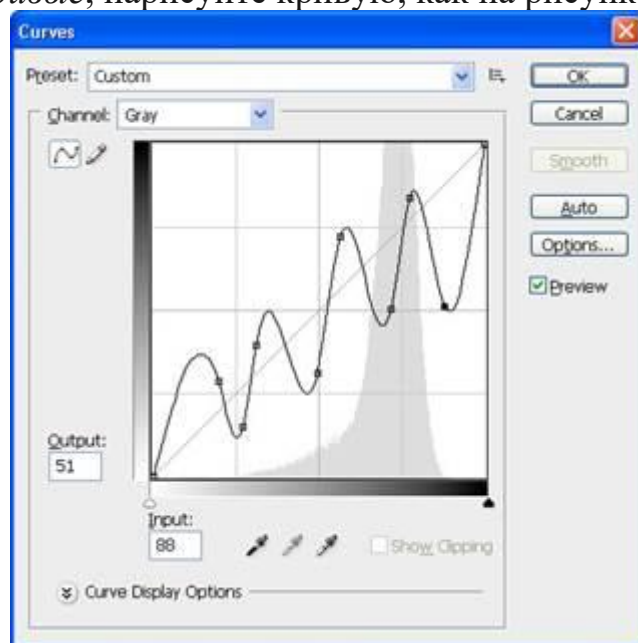 нарисуйте кривую, как на рисунк
Curves
Preset: Custom
Channel: Gray
OK
Cancel
Smooth
Auto
Options...
Preview
Output:
51
Input:
88
Show Clipping
Curve Display Options